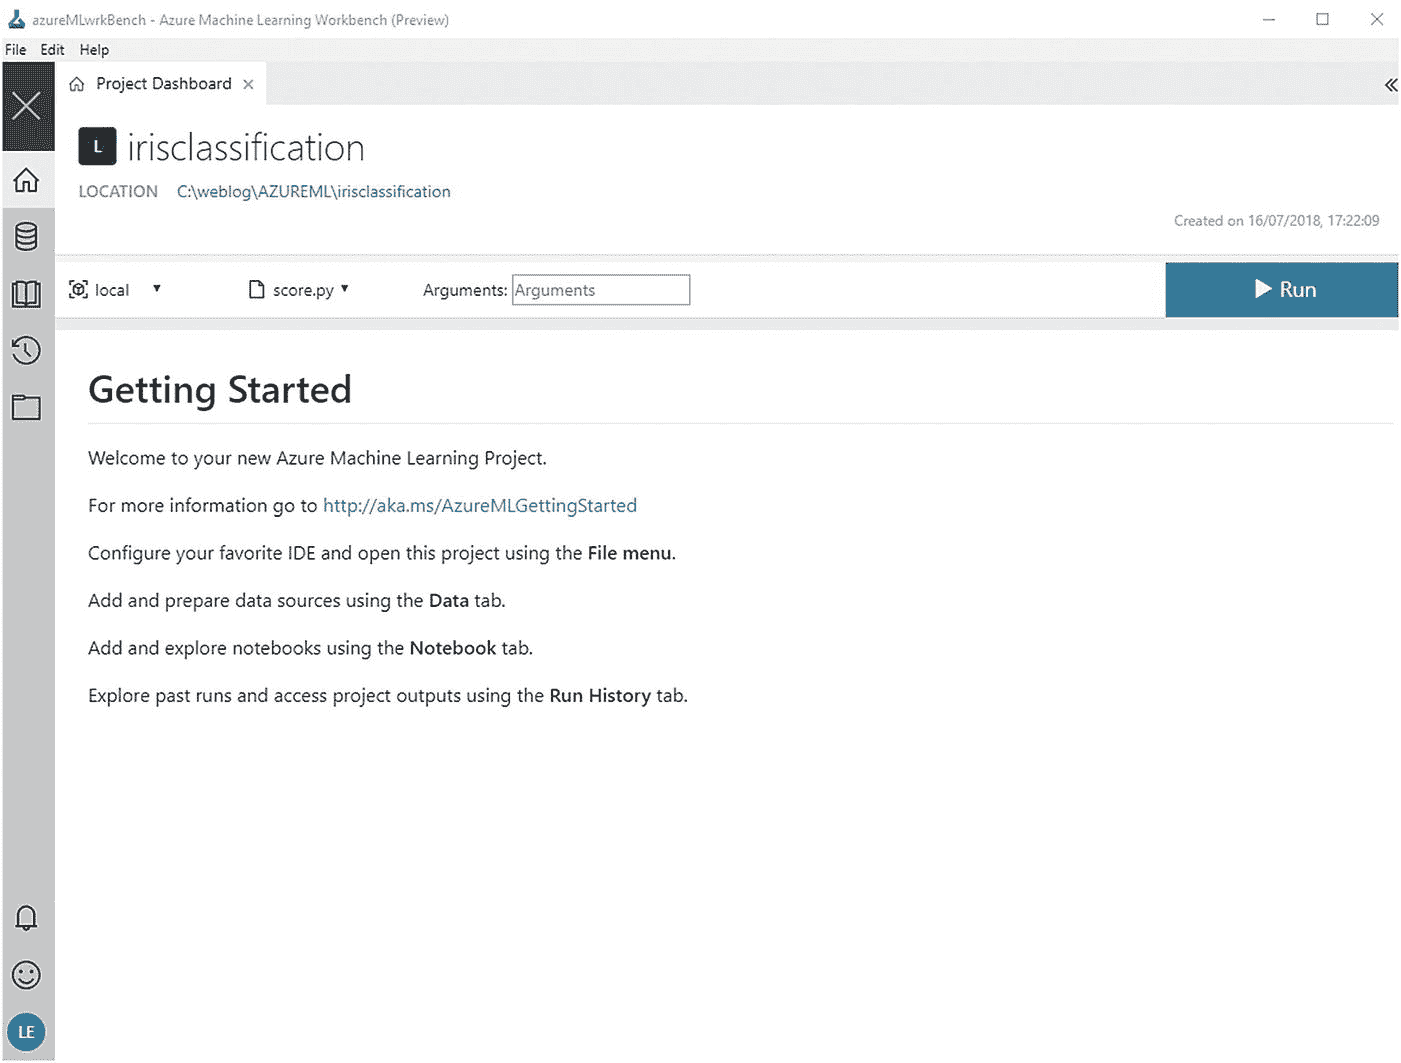 azureMLwrkBench - Azure Machine Learning Workbench (Preview)
File Edit Help
Project Dashboard
L irisclassification
LOCATION C:\weblog\AZUREML\irisclassification
Created on 16/07/2018, 17:22:09
local score.py Arguments: Arguments Run
Getting Started
Welcome to your new Azure Machine Learning Project.
For more information go to http://aka.ms/AzureMLGettingStarted
Configure your favorite IDE and open this project using the File menu.
Add and prepare data sources using the Data tab.
Add and explore notebooks using the Notebook tab.
Explore past runs and access project outputs using the Run History tab.
LE